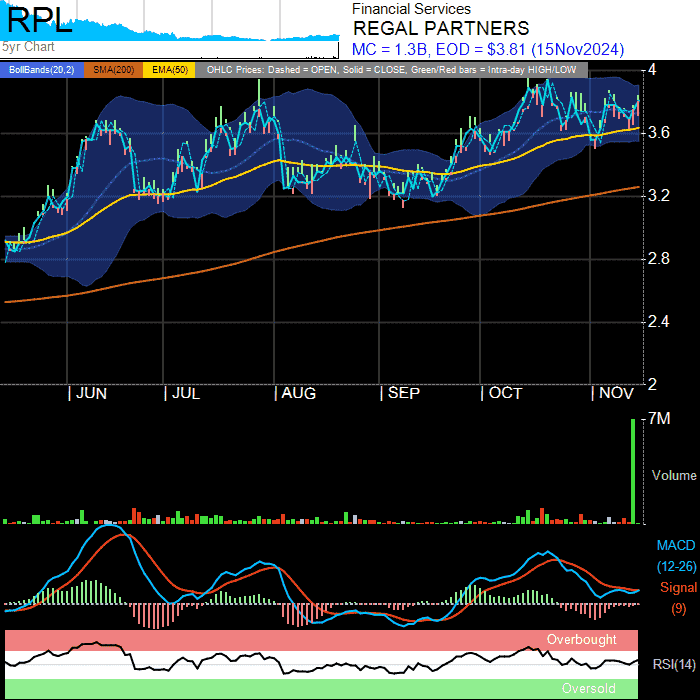 RPL
5yr Chart
Financial Services
REGAL PARTNERS
MC = 1.3B, EOD = $3.81 (15Nov2024)
BollBands(20,2) SMA(200) EMA(50) OHLC Prices: Dashed = OPEN, Solid = CLOSE, Green/Red bars = Intra-day HIGH/LOW
4
3.6
3.2
2.8
2.4
2
| JUN | JUL | AUG | SEP | OCT | NOV
7M
Volume
MACD
(12-26)
Signal
(9)
Overbought
RSI(14)
Oversold